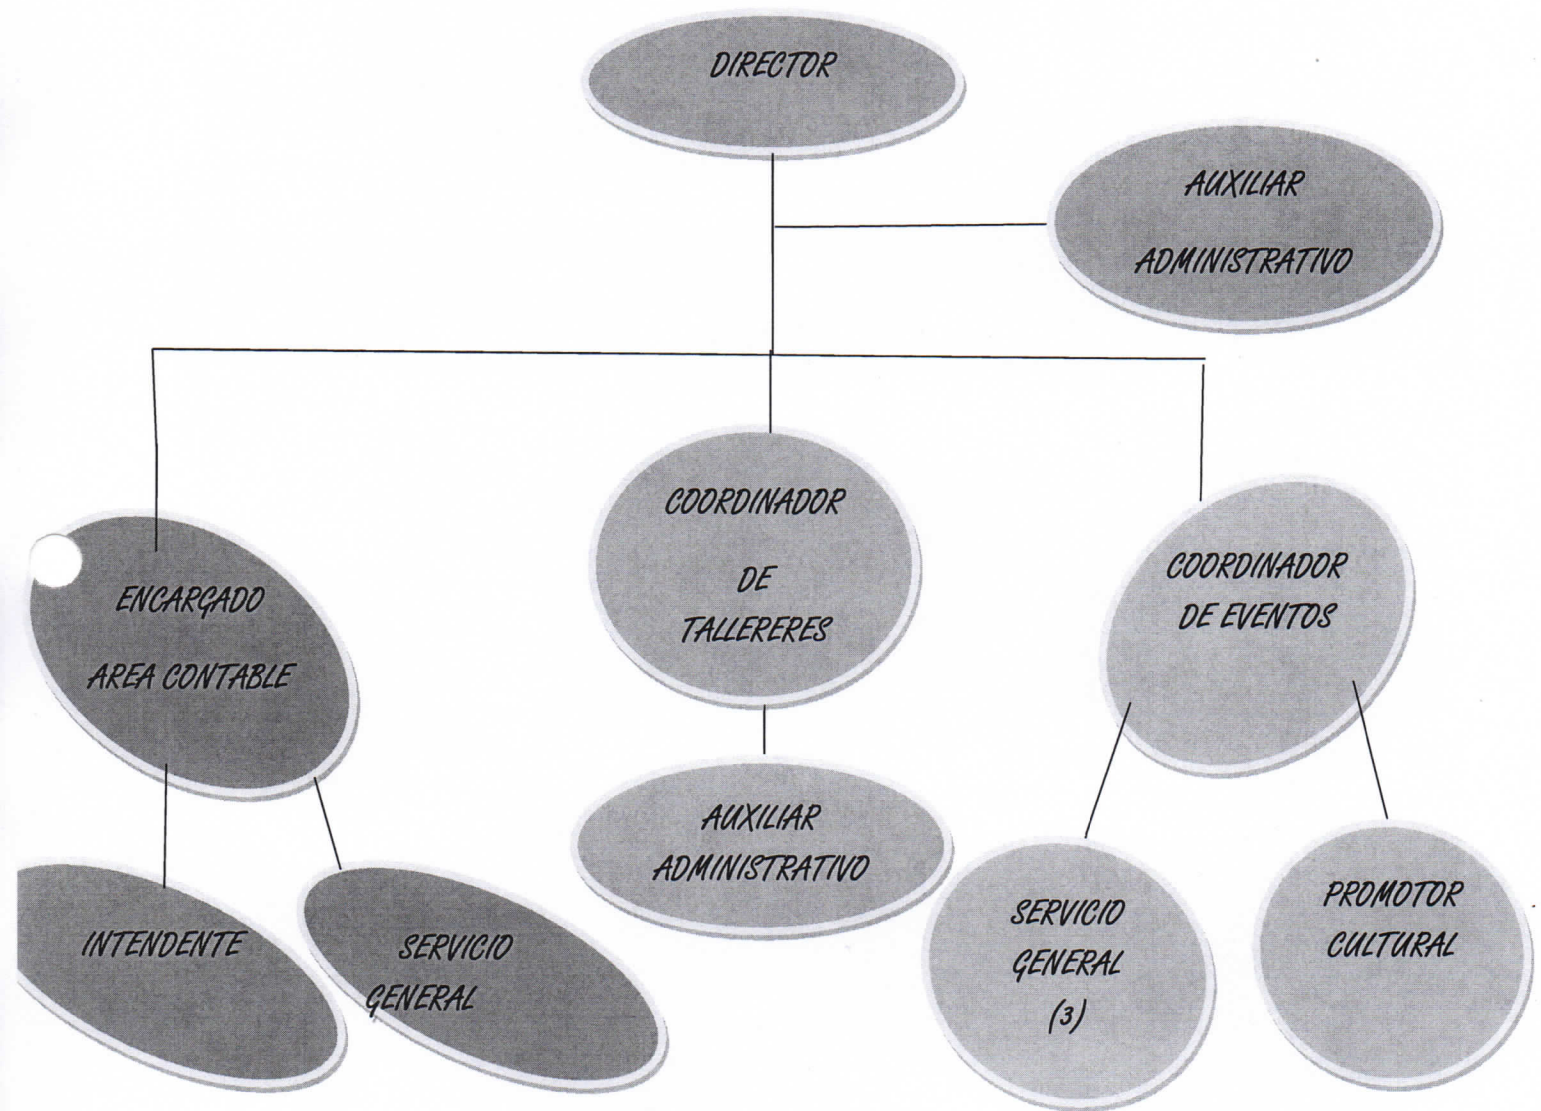 DIRECTOR
AUXILIAR
ADMINISTRATIVO
ENCARGADO
AREA CONTABLE
COORDINADOR
DE
TALLERERES
COORDINADOR
DE EVENTOS
INTENDENTE
SERVICIO
GENERAL
AUXILIAR
ADMINISTRATIVO
SERVICIO
GENERAL
(3)
PROMOTOR
CULTURAL